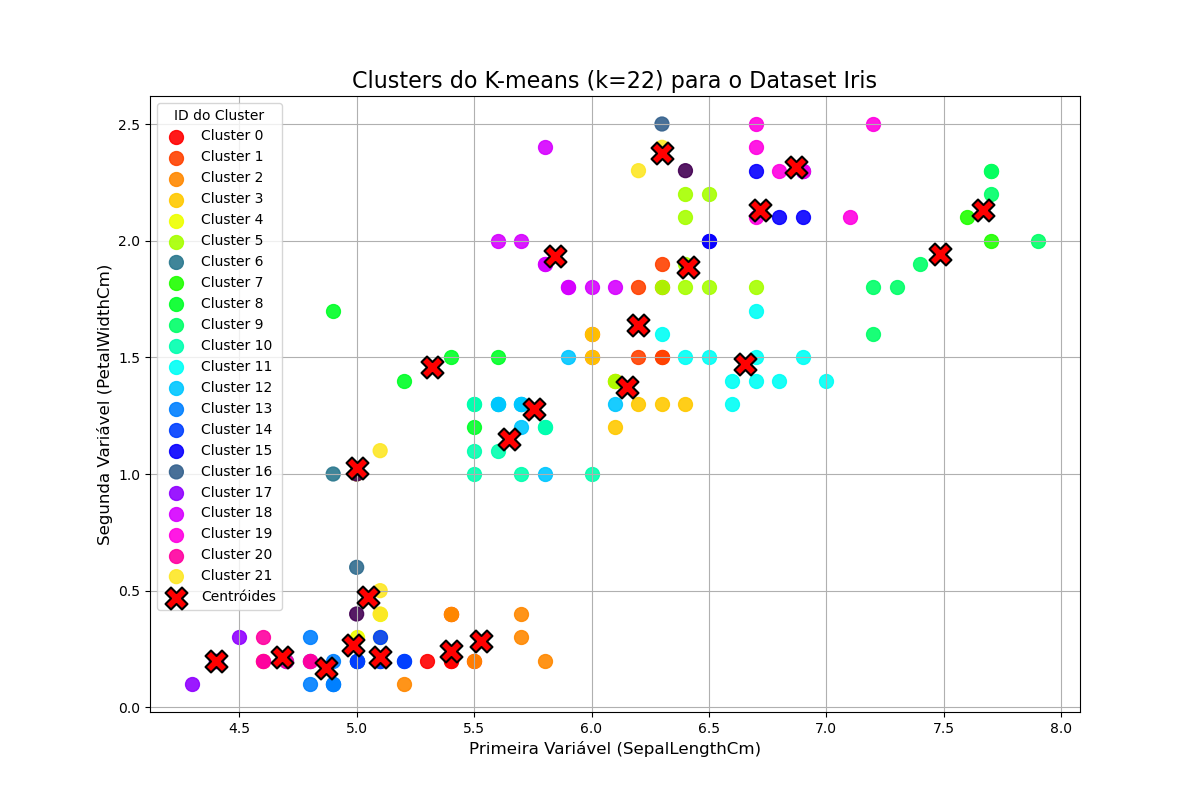 Clusters do K-means (k=22) para o Dataset Iris
ID do Cluster
Cluster 0
Cluster 1
Cluster 2
Cluster 3
Cluster 4
Cluster 5
Cluster 6
Cluster 7
Cluster 8
Cluster 9
Cluster 10
Cluster 11
Cluster 12
Cluster 13
Cluster 14
Cluster 15
Cluster 16
Cluster 17
Cluster 18
Cluster 19
Cluster 20
Cluster 21
Centróides
Segunda Variável (PetalWidthCm)
2.5
2.0
1.5
1.0
0.5
0.0
4.5 5.0 5.5 6.0 6.5 7.0 7.5 8.0
Primeira Variável (SepalLengthCm)